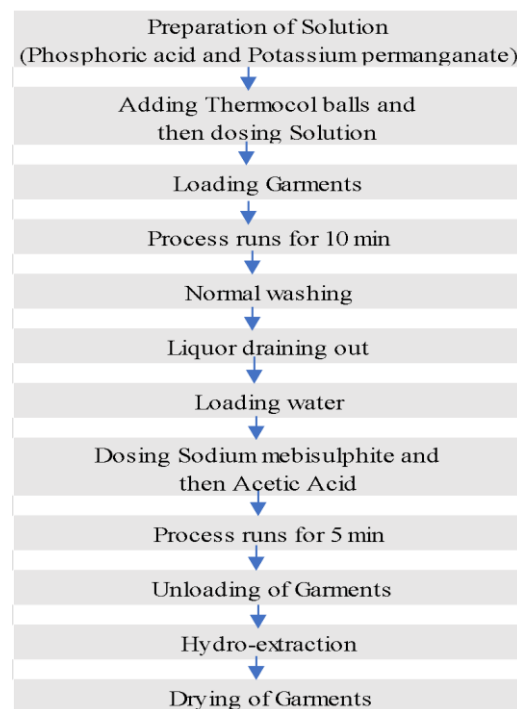 Preparation of Solution
(Phosphoric acid and Potassium permanganate)
Adding Thermocol balls and
then dosing Solution
Loading Garments
Process runs for 10 min
Normal washing
Liquor draining out
Loading water
Dosing Sodium mebisulphite and
then Acetic Acid
Process runs for 5 min
Unloading of Garments
Hydro-extraction
Drying of Garments